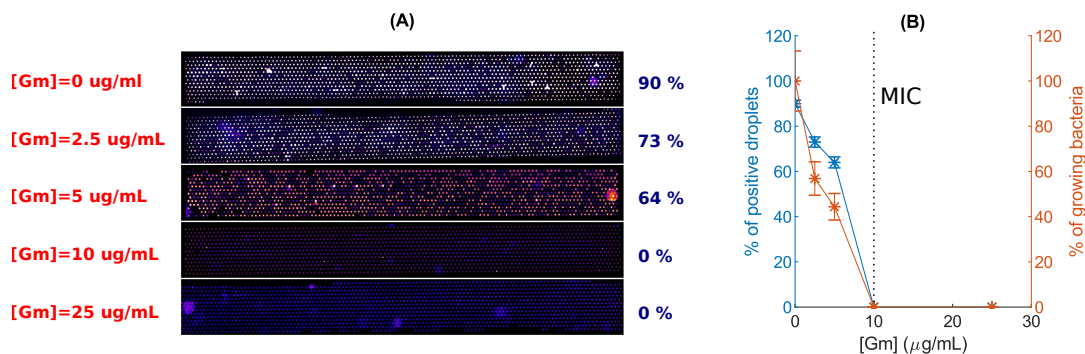 (A)
[Gm]=0 ug/ml
90 %
[Gm]=2.5 ug/mL
73 %
[Gm]=5 ug/mL
64 %
[Gm]=10 ug/mL
0 %
[Gm]=25 ug/mL
0 %
(B)
120
100
80
60
40
20
0
% of positive droplets
MIC
120
100
80
60
40
20
0
% of growing bacteria
0 10 20 30
[Gm] (μg/mL)